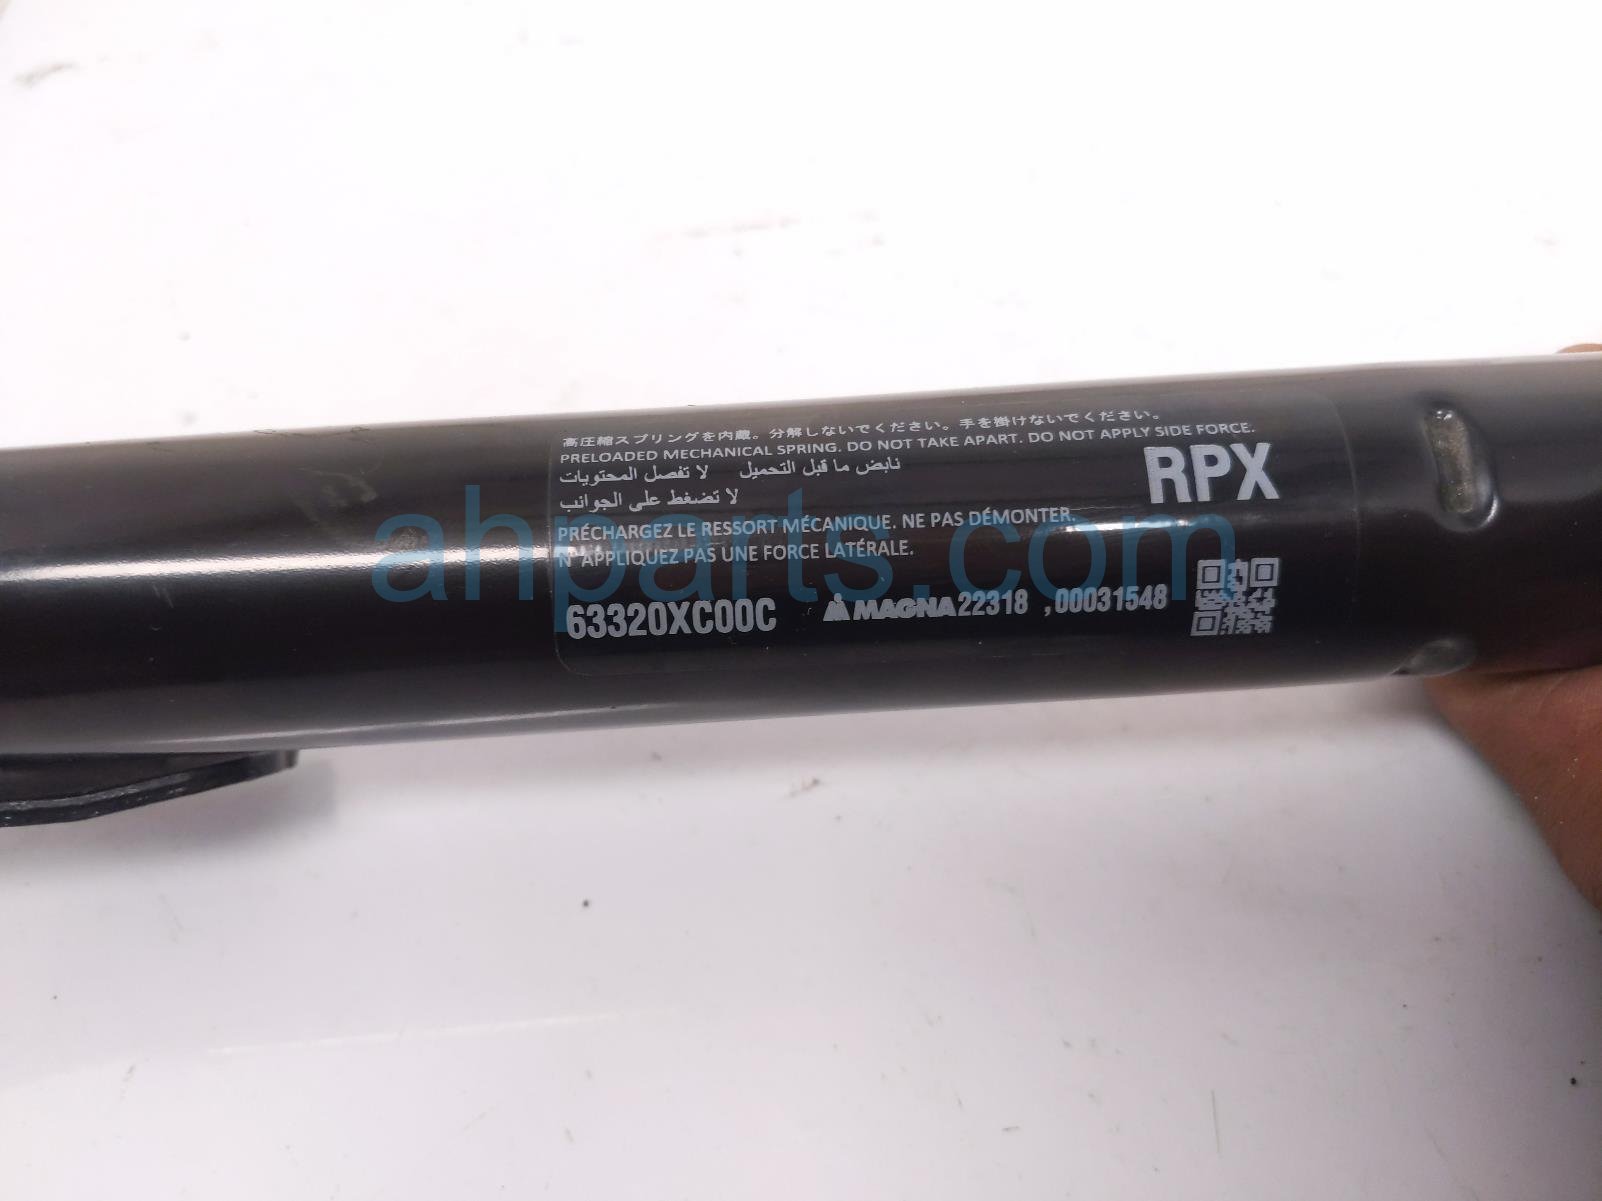 高圧縮スプリングを内蔵。分解しないでください。手を掛けないでください。
PRELOADED MECHANICAL SPRING. DO NOT TAKE APART. DO NOT APPLY SIDE FORCE.
نابض ما قبل التحميل لا تفصل المحتويات
لا تضغط على الجوانب
RPX
PRÉCHARGEZ LE RESSORT MÉCANIQUE. NE PAS DÉMONTER.
N' APPLIQUEZ PAS UNE FORCE LATÉRALE.
63320XC00C MAGNA 22318 ,00031548
ahparts.com